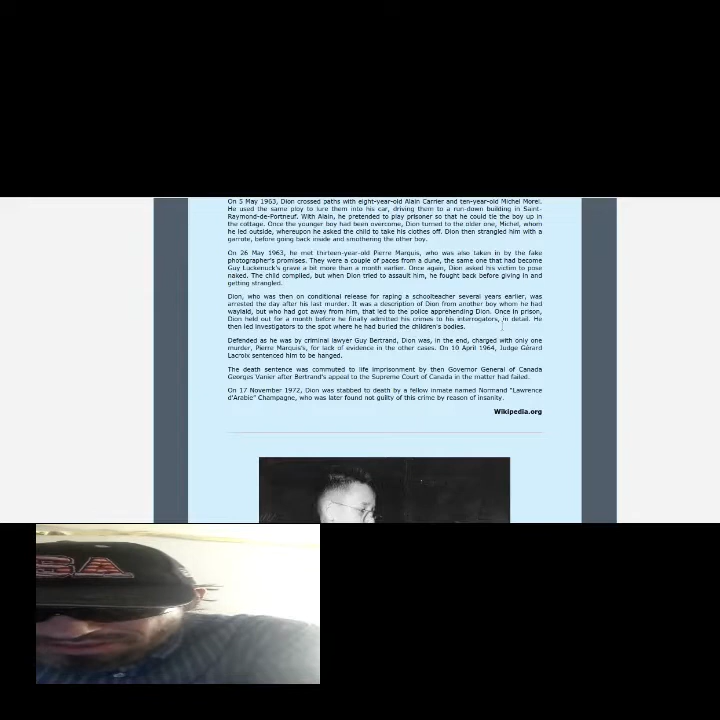 On 5 May 1963, Dion crossed paths with eight-year-old Alain Carrier and ten-year-old Michel Morel.
He used the same ploy to lure them into his car, driving them to a run-down building in Saint-
Raymond-de-Portneuf. With Alain, he pretended to play prisoner so that he could tie the boy up in
the cottage. Once the younger boy had been overcome, Dion turned to the older one, Michel, whom
he led outside, whereupon he asked the child to take his clothes off. Dion then strangled him with a
garrote, before going back inside and smothering the other boy.
On 26 May 1963, he met thirteen-year-old Pierre Marquis, who was also taken in by the fake
photographer's promises. They were a couple of paces from a dune, the same one that had become
Guy Luckenuck's grave a bit more than a month earlier. Once again, Dion asked his victim to pose
naked. The child complied, but when Dion tried to assault him, he fought back before giving in and
getting strangled.
Dion, who was then on conditional release for raping a schoolteacher several years earlier, was
arrested the day after his last murder. It was a description of Dion from another boy whom he had
waylaid, but who had got away from him, that led to the police apprehending Dion. Once in prison,
Dion held out for a month before he finally admitted his crimes to his interrogators, in detail. He
then led investigators to the spot where he had buried the children's bodies.
Defended as he was by criminal lawyer Guy Bertrand, Dion was, in the end, charged with only one
murder, Pierre Marquis's, for lack of evidence in the other cases. On 10 April 1964, Judge Gérard
Lacroix sentenced him to be hanged.
The death sentence was commuted to life imprisonment by then Governor General of Canada
Georges Vanier after Bertrand's appeal to the Supreme Court of Canada in the matter had failed.
On 17 November 1972, Dion was stabbed to death by a fellow inmate named Normand "Lawrence
d'Arabie" Champagne, who was later found not guilty of this crime by reason of insanity.
Wikipedia.org